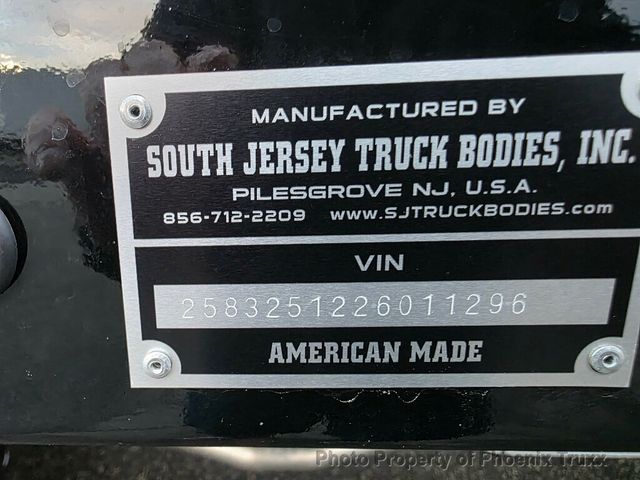 MANUFACTURED BY
SOUTH JERSEY TRUCK BODIES, INC.
PILESGROVE NJ, U.S.A.
856-712-2209 www.SJTRUCKBODIES.com
VIN
2583251226011296
AMERICAN MADE
Photo Property of Phoenix Truxx